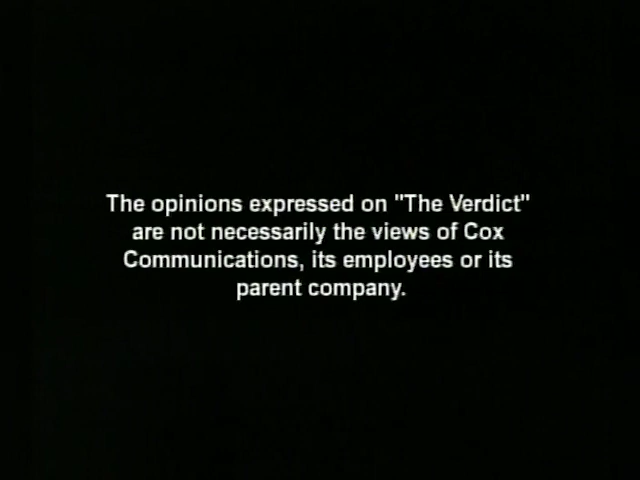 The opinions expressed on "The Verdict"
are not necessarily the views of Cox
Communications, its employees or its
parent company.